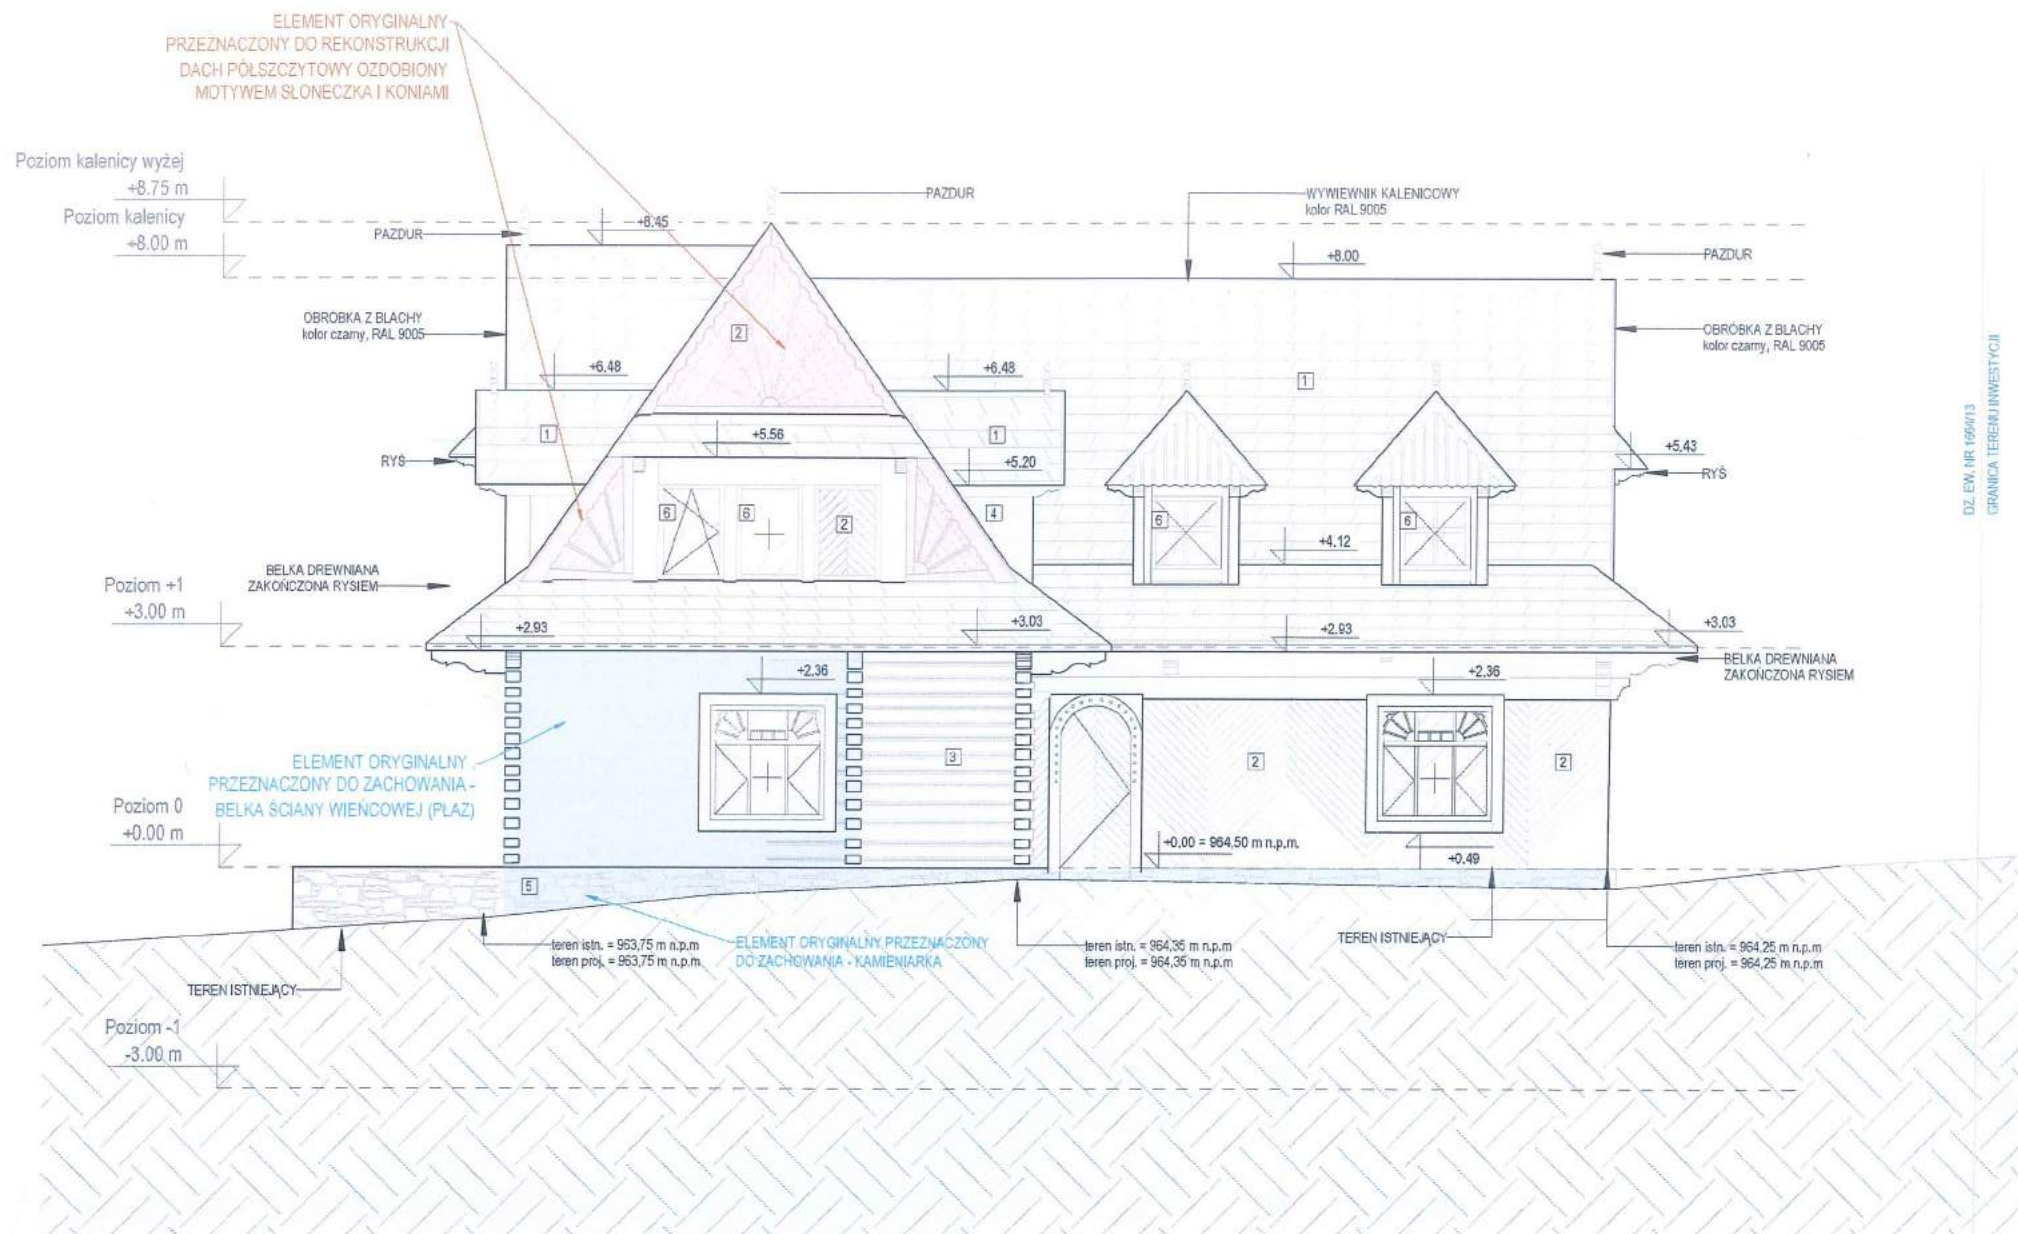 ELEMENT ORYGINALNY
PRZEZNACZONY DO REKONSTRUKCJI
DACH PÓŁSZCZYTOWY OZDOBIONY
MOTYWEM SŁONECZKA I KONIAMI
Poziom kalenicy wyżej
+8.75 m
Poziom kalenicy
+8.00 m
PAZDUR
+8.45
PAZDUR
WYWIEWNIK KALENICOWY
kolor RAL 9005
+8.00
PAZDUR
OBRÓBKA Z BLACHY
kolor czarny, RAL 9005
2
OBRÓBKA Z BLACHY
kolor czarny, RAL 9005
+6.48
+6.48
1
1
+5.56
1
+5.20
+5.43
RYŚ
RYŚ
6
6
2
4
6
6
+4.12
BELKA DREWNIANA
ZAKOŃCZONA RYSIEM
Poziom +1
+3.00 m
+2.93
+3.03
+2.93
+3.03
BELKA DREWNIANA
ZAKOŃCZONA RYSIEM
+2.36
+2.36
ELEMENT ORYGINALNY
PRZEZNACZONY DO ZACHOWANIA -
BELKA ŚCIANY WIEŃCOWEJ (PŁAZ)
3
2
2
Poziom 0
+0.00 m
+0.00 = 964,50 m n.p.m.
+0.49
5
teren istn. = 963,75 m n.p.m
teren proj. = 963,75 m n.p.m
ELEMENT ORYGINALNY PRZEZNACZONY
DO ZACHOWANIA - KAMIENIARKA
teren istn. = 964,35 m n.p.m
teren proj. = 964,35 m n.p.m
TEREN ISTNIEJĄCY
teren istn. = 964,25 m n.p.m
teren proj. = 964,25 m n.p.m
TEREN ISTNIEJĄCY
Poziom -1
-3.00 m
DZ. EW. NR
GRANICA TERENU INWESTYCJI